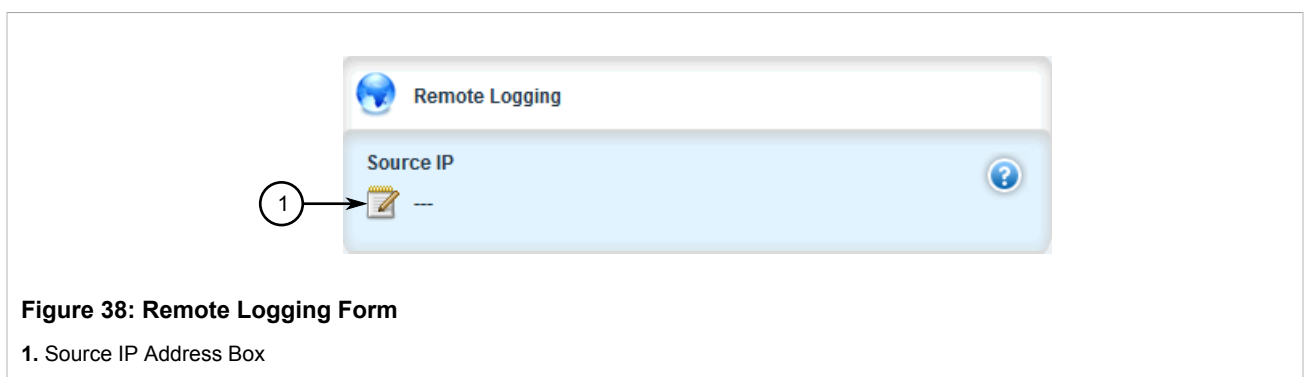 Remote Logging
Source IP
1
---
Figure 38: Remote Logging Form
1. Source IP Address Box